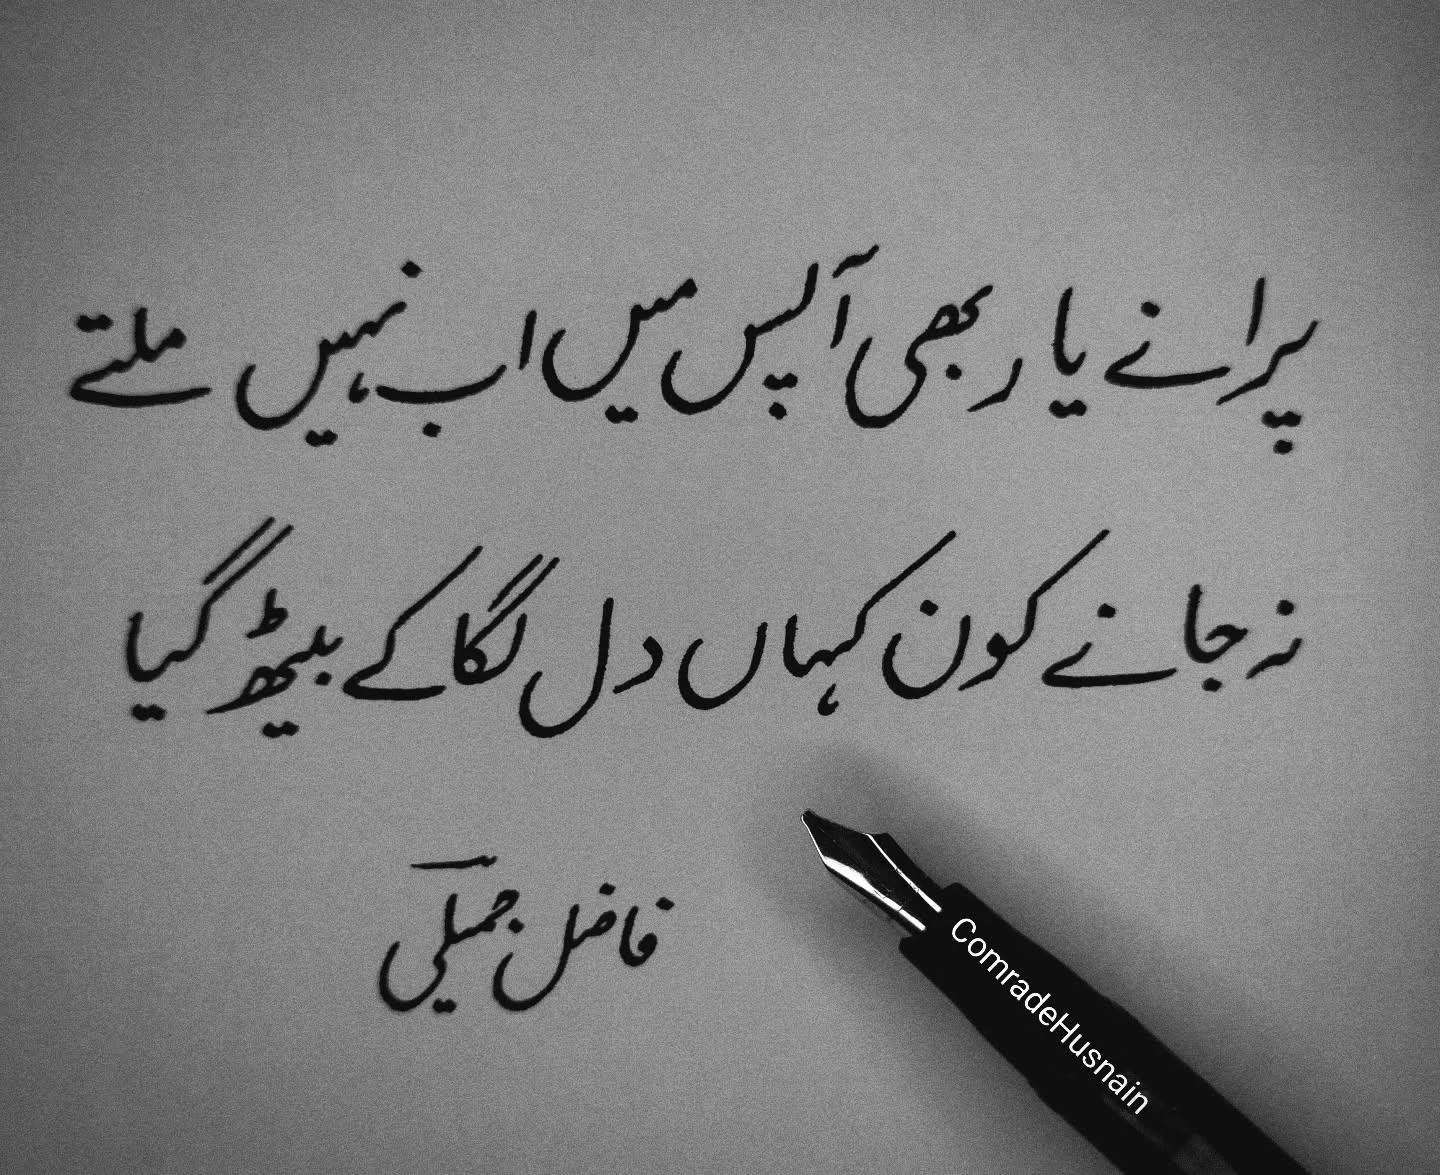 پرانے یار بھی آپس میں اب نہیں ملتے
نہ جانے کون کہاں دل لگا کے بیٹھ گیا
فاضل جمیلی
ComradeHusnain